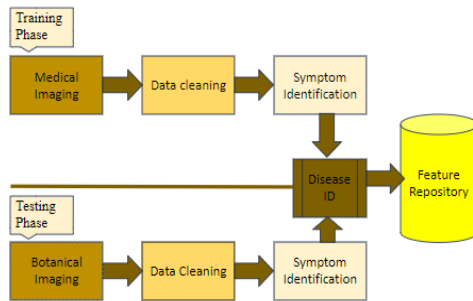 Training
Phase
Medical
Imaging
Data cleaning
Symptom
Identification
Disease
ID
Feature
Repository
Testing
Phase
Botanical
Imaging
Data Cleaning
Symptom
Identification